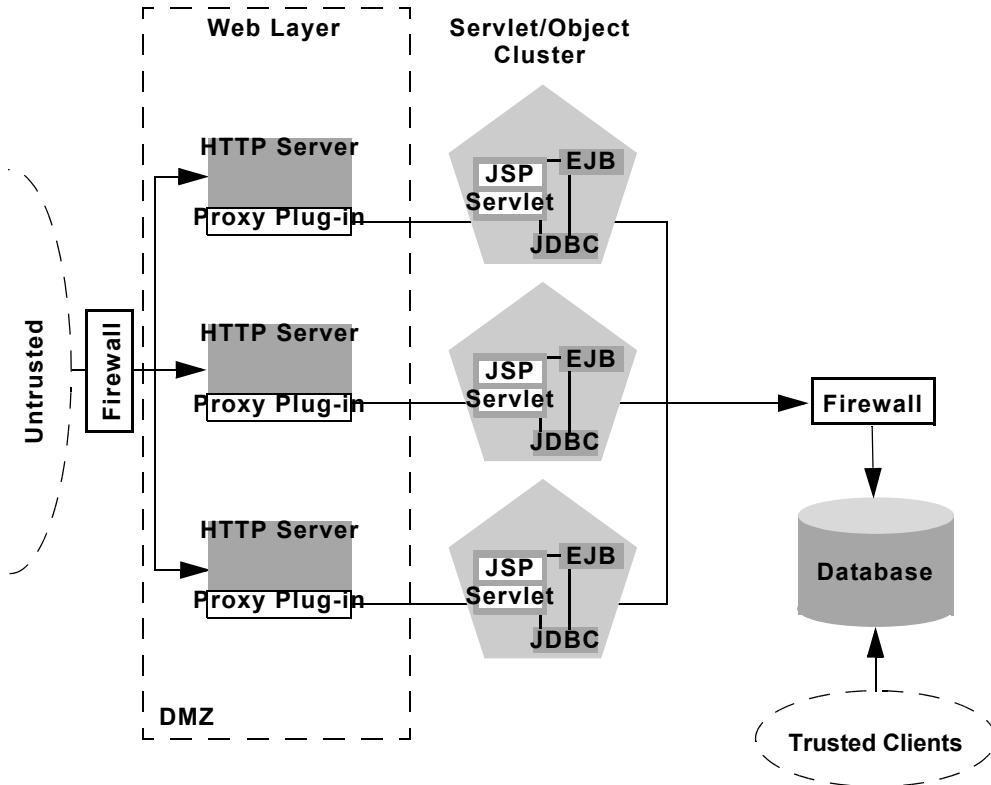 Web Layer
Servlet/Object
Cluster
HTTP Server
Proxy Plug-in
JSP
Servlet
EJB
JDBC
Untrusted
Firewall
HTTP Server
Proxy Plug-in
JSP
Servlet
EJB
JDBC
Firewall
HTTP Server
Proxy Plug-in
JSP
Servlet
EJB
JDBC
Database
DMZ
Trusted Clients